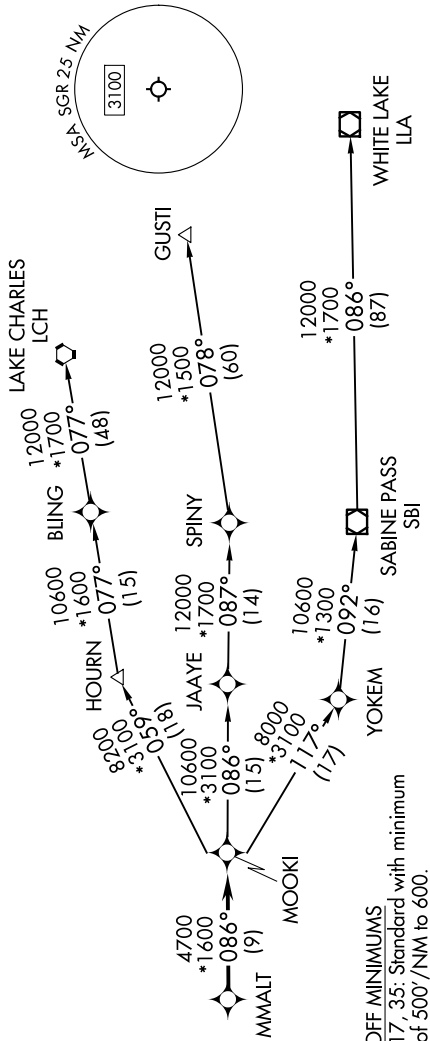 MSA SGR 25 NM
3100
LAKE CHARLES
LCH
12000
*1700
077°
(48)
BLING
10600
*1600
077°
(15)
HOURN
8200
*3100
059°
(18)
GUSTI
12000
*1500
078°
(60)
SPINY
12000
*1700
087°
(14)
JAAYE
10600
*3100
086°
(15)
MOOKI
4700
*1600
086°
(9)
MMALT
8000
*3100
117°
(17)
YOKEM
10600
*1300
092°
(16)
SABINE PASS
SBI
12000
*1700
086°
(87)
WHITE LAKE
LLA
OFF MINIMUMS
17, 35: Standard with minimum
of 500'/NM to 600.